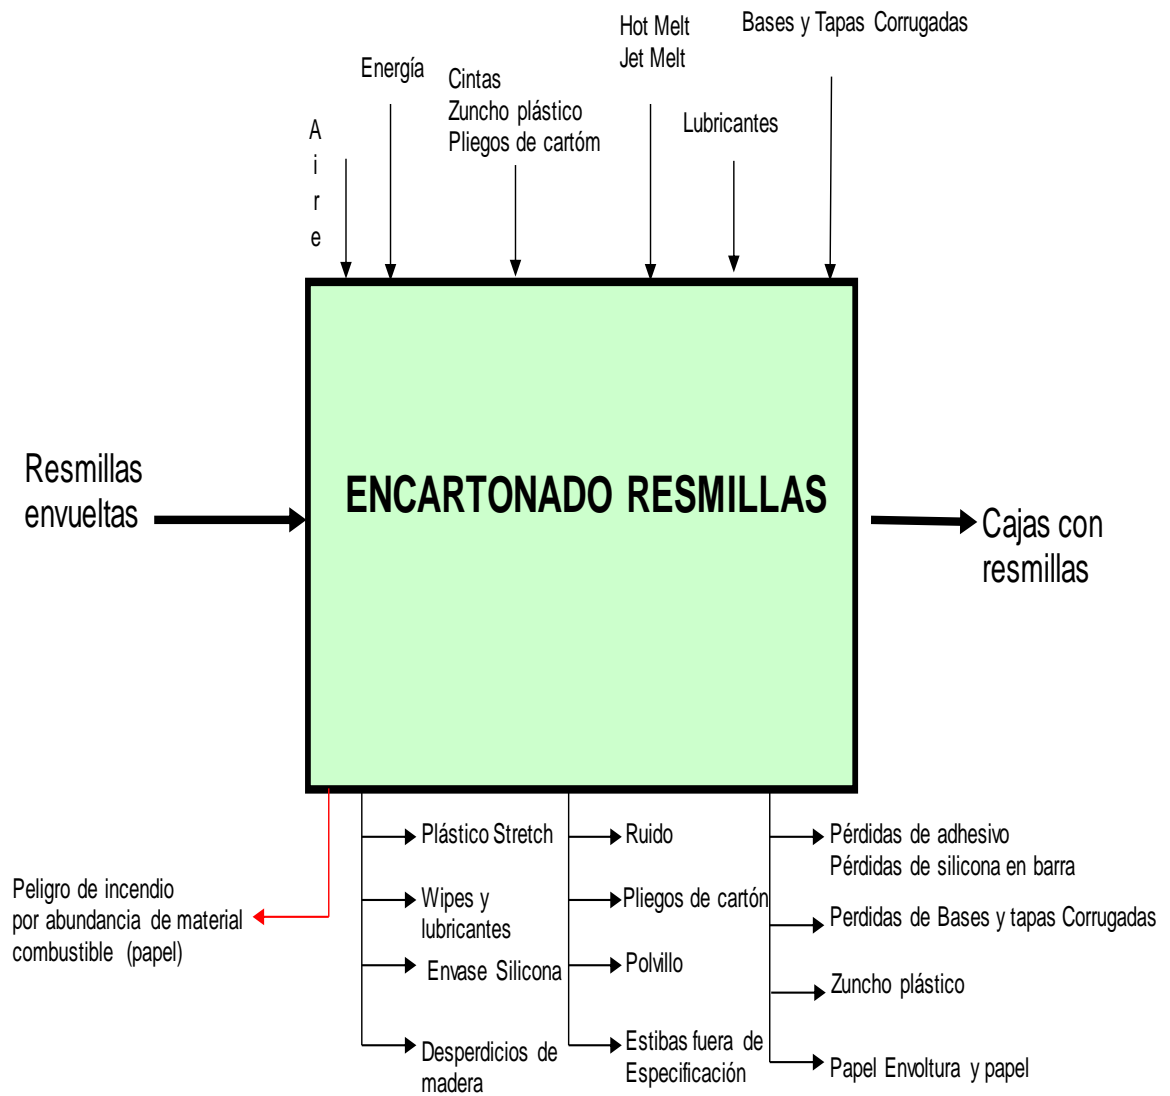 Hot Melt
Jet Melt
Bases y Tapas Corrugadas
Energía
Cintas
Zuncho plástico
Pliegos de cartóm
Lubricantes
Aire
Resmillas
envueltas
ENCARTONADO RESMILLAS
Cajas con
resmillas
Peligro de incendio
por abundancia de material
combustible (papel)
Plástico Stretch
Wipes y
lubricantes
Envase Silicona
Desperdicios de
madera
Ruido
Pliegos de cartón
Polvillo
Estibas fuera de
Especificación
Pérdidas de adhesivo
Pérdidas de silicona en barra
Perdidas de Bases y tapas Corrugadas
Zuncho plástico
Papel Envoltura y papel